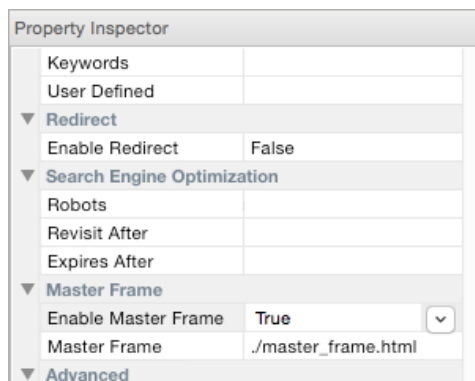 Property Inspector
Keywords
User Defined
Redirect
Enable Redirect False
Search Engine Optimization
Robots
Revisit After
Expires After
Master Frame
Enable Master Frame True
Master Frame ./master_frame.html
Advanced